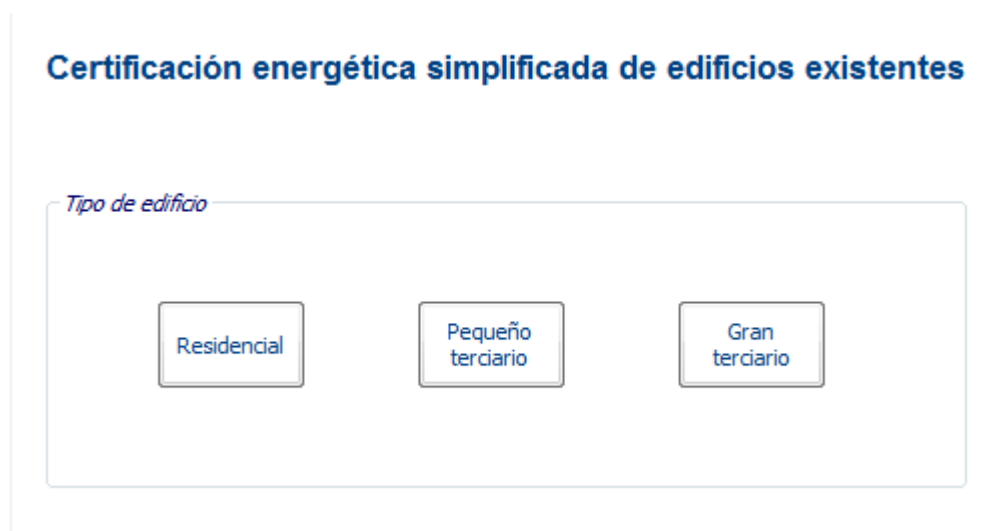 Certificación energética simplificada de edificios existentes
Tipo de edificio
Residencial
Pequeño
terciario
Gran
terciario